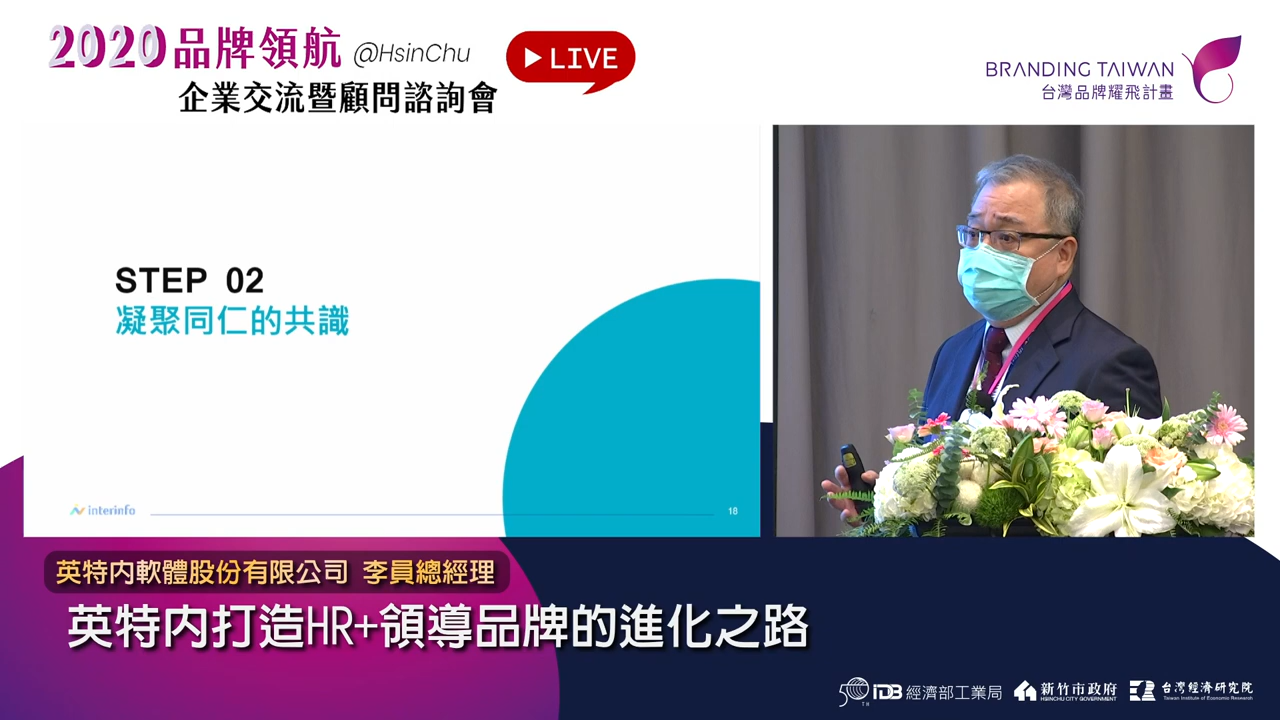 2020品牌領航 @HsinChu
LIVE
企業交流暨顧問諮詢會
BRANDING TAIWAN
台灣品牌耀飛計畫
STEP 02
凝聚同仁的共識
interinfo
18
英特內軟體股份有限公司 李員總經理
英特內打造HR+領導品牌的進化之路
50TH IDB 經濟部工業局
新竹市政府
HSINCHU CITY GOVERNMENT
台灣經濟研究院
Taiwan Institute of Economic Research